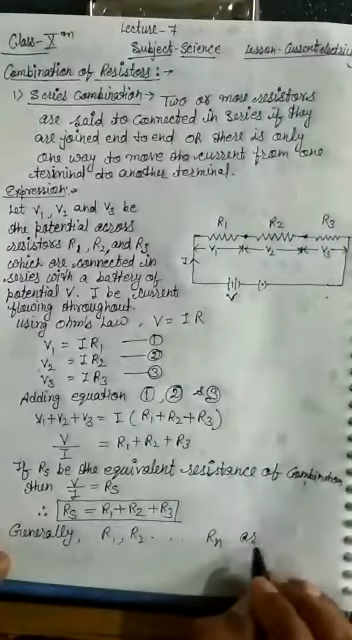 Lecture-7
Class-Xth Subject-Science Lesson-Current electricity
Combination of Resistors:→
1) Series Combination→ Two or more resistors
are said to connected in series if they
are joined end to end or there is only
one way to move the current from one
terminal to another terminal.
Expression
Let V1, V2 and V3 be
the potential across
resistors R1, R2, and R3
which are connected in
series with a battery of
potential V. I be current
flowing throughout.
R1 R2 R3
V1 V2 V3
I
V
using ohm's Law, V = IR
V1 = IR1 —①
V2 = IR2 —②
V3 = IR3 —③
Adding equation ①, ② & ③
V1+V2+V3 = I (R1+R2+R3)
V/I = R1+R2+R3
If Rs be the equivalent resistance of Combination
then V/I = Rs
∴ Rs = R1+R2+R3
Generally, R1, R2 . . . Rn as